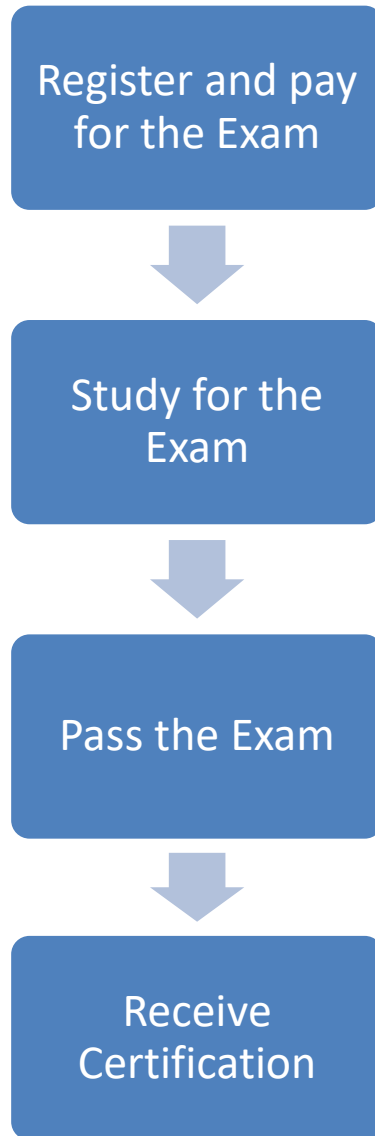 Register and pay
for the Exam
Study for the
Exam
Pass the Exam
Receive
Certification